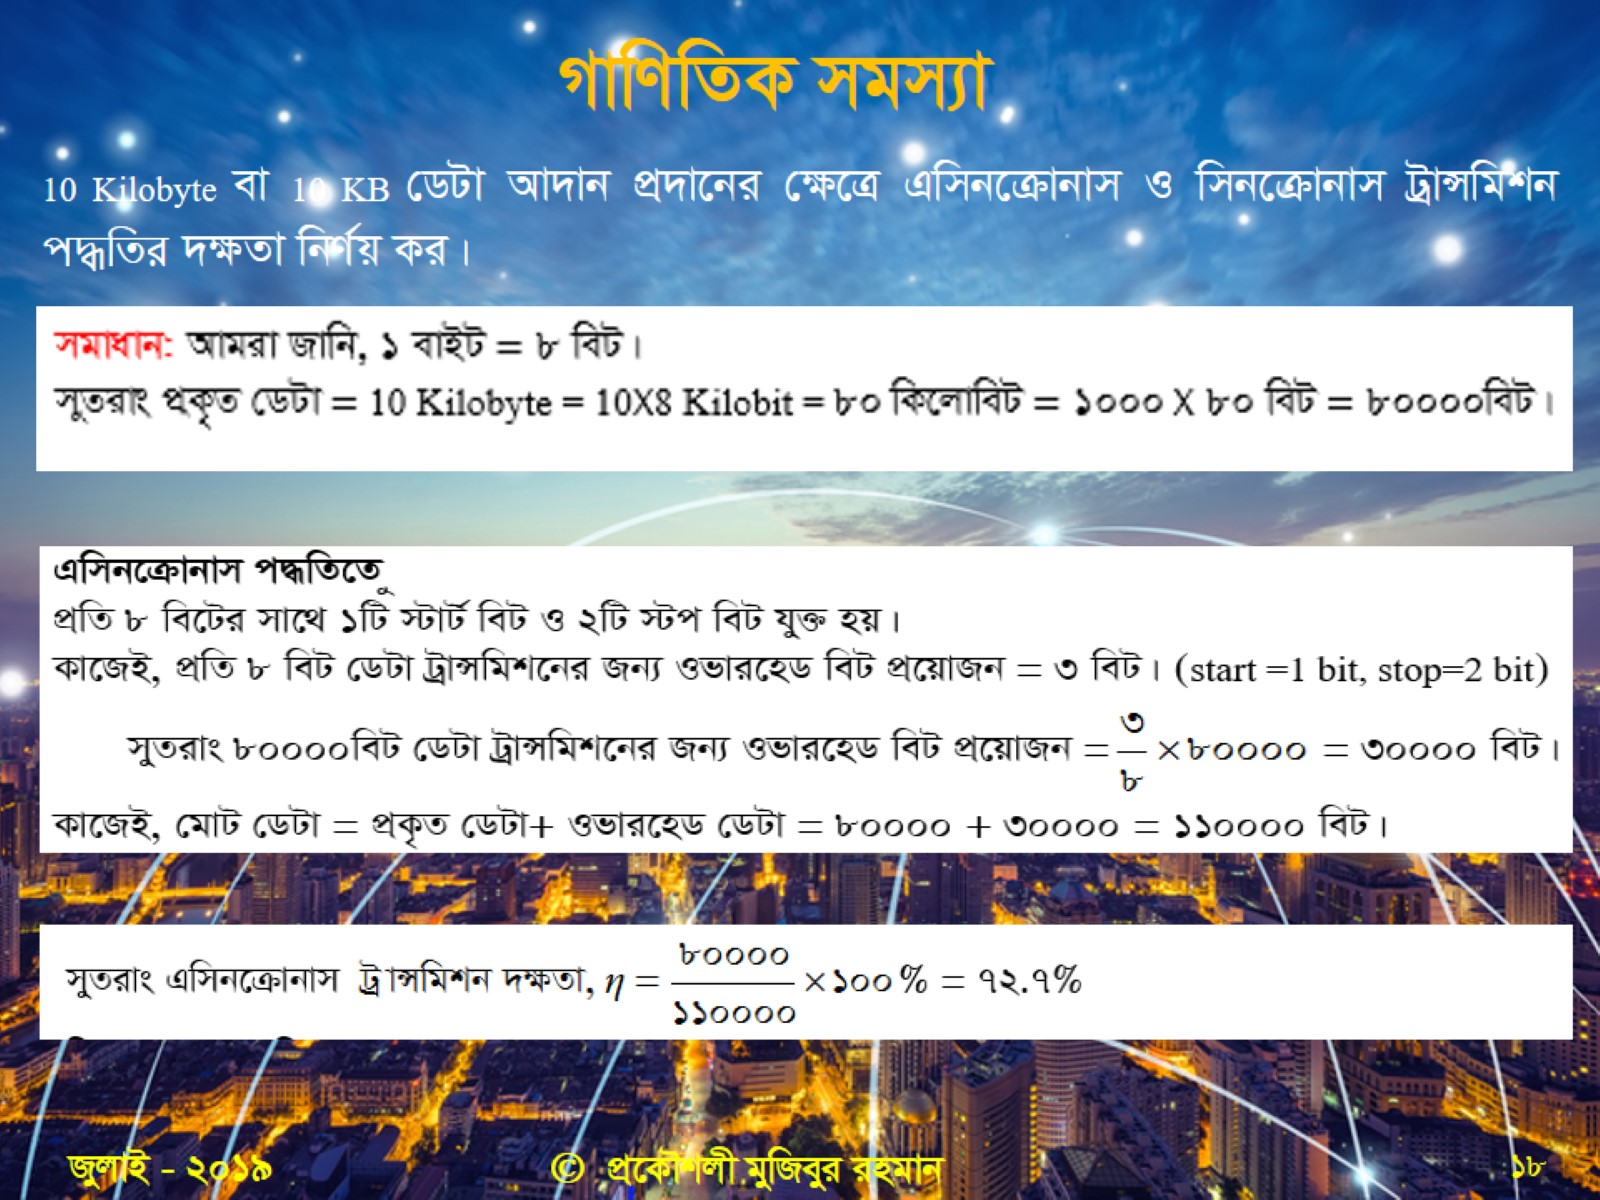 গাণিতিক সমস্যা
10 Kilobyte বা 10 KB ডেটা আদান প্রদানের ক্ষেত্রে এসিনক্রোনাস ও সিনক্রোনাস ট্রান্সমিশন
পদ্ধতির দক্ষতা নির্ণয় কর।
সমাধান: আমরা জানি, ১ বাইট = ৮ বিট।
সুতরাং প্রকৃত ডেটা = 10 Kilobyte = 10X8 Kilobit = ৮০ কিলোবিট = ১০০০ X ৮০ বিট = ৮০০০০বিট।
এসিনক্রোনাস পদ্ধতিতে
প্রতি ৮ বিটের সাথে ১টি স্টার্ট বিট ও ২টি স্টপ বিট যুক্ত হয়।
কাজেই, প্রতি ৮ বিট ডেটা ট্রান্সমিশনের জন্য ওভারহেড বিট প্রয়োজন = ৩ বিট। (start =1 bit, stop=2 bit)
সুতরাং ৮০০০০বিট ডেটা ট্রান্সমিশনের জন্য ওভারহেড বিট প্রয়োজন = ৩/৮ × ৮০০০০ = ৩০০০০ বিট।
কাজেই, মোট ডেটা = প্রকৃত ডেটা+ ওভারহেড ডেটা = ৮০০০০ + ৩০০০০ = ১১০০০০ বিট।
সুতরাং এসিনক্রোনাস ট্রান্সমিশন দক্ষতা, η = ৮০০০০/১১০০০০ × ১০০% = ৭২.৭%
জুলাই - ২০১৯ © প্রকৌশলী মুজিবুর রহমান ১৮